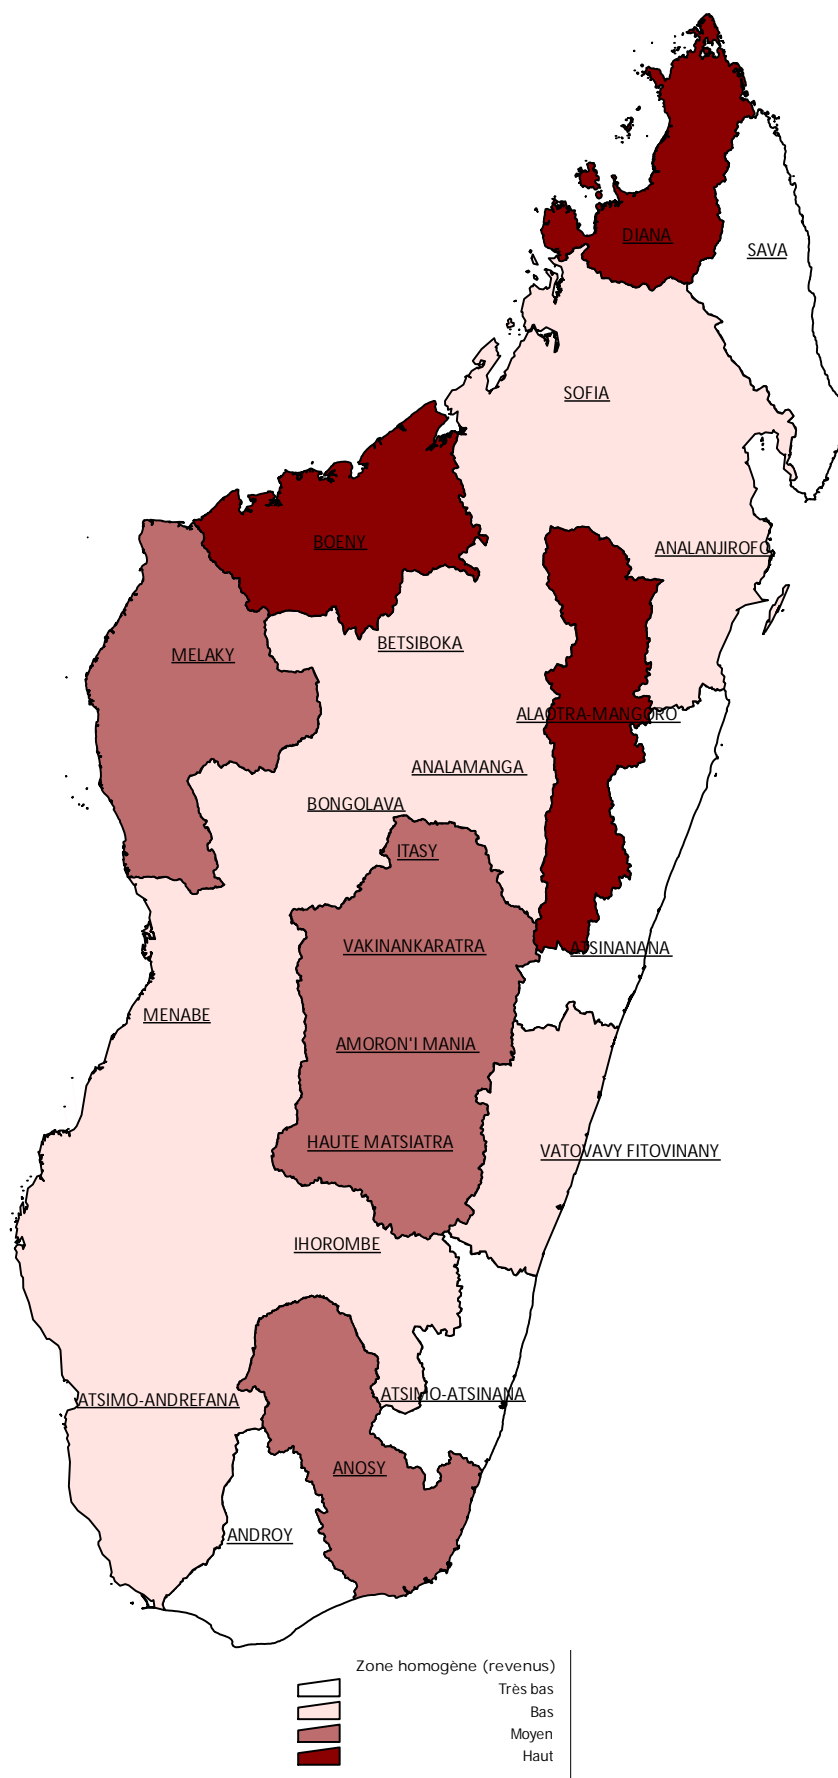 DIANA
SAVA
SOFIA
BOENY
ANALANJIROFO
BETSIBOKA
MELAKY
ALAOTRA-MANGORO
ANALAMANGA
BONGOLAVA
ITASY
VAKINANKARATRA
ATSINANANA
MENABE
AMORON'I MANIA
HAUTE MATSIATRA
VATOVAVY FITOVINANY
IHOROMBE
ATSIMO-ATSINANA
ATSIMO-ANDREFANA
ANOSY
ANDROY
Zone homogène (revenus)
Très bas
Bas
Moyen
Haut